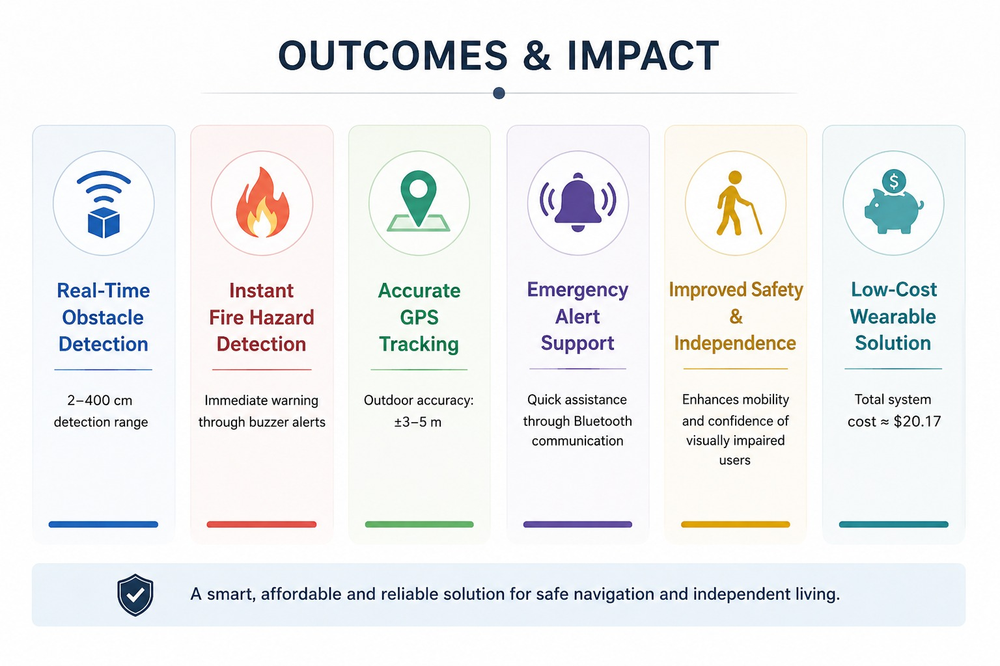 OUTCOMES & IMPACT
Real-Time
Obstacle
Detection
2–400 cm
detection range
Instant
Fire Hazard
Detection
Immediate warning
through buzzer alerts
Accurate
GPS
Tracking
Outdoor accuracy:
±3–5 m
Emergency
Alert
Support
Quick assistance
through Bluetooth
communication
Improved Safety
&
Independence
Enhances mobility
and confidence of
visually impaired
users
$
Low-Cost
Wearable
Solution
Total system
cost ≈ $20.17
A smart, affordable and reliable solution for safe navigation and independent living.